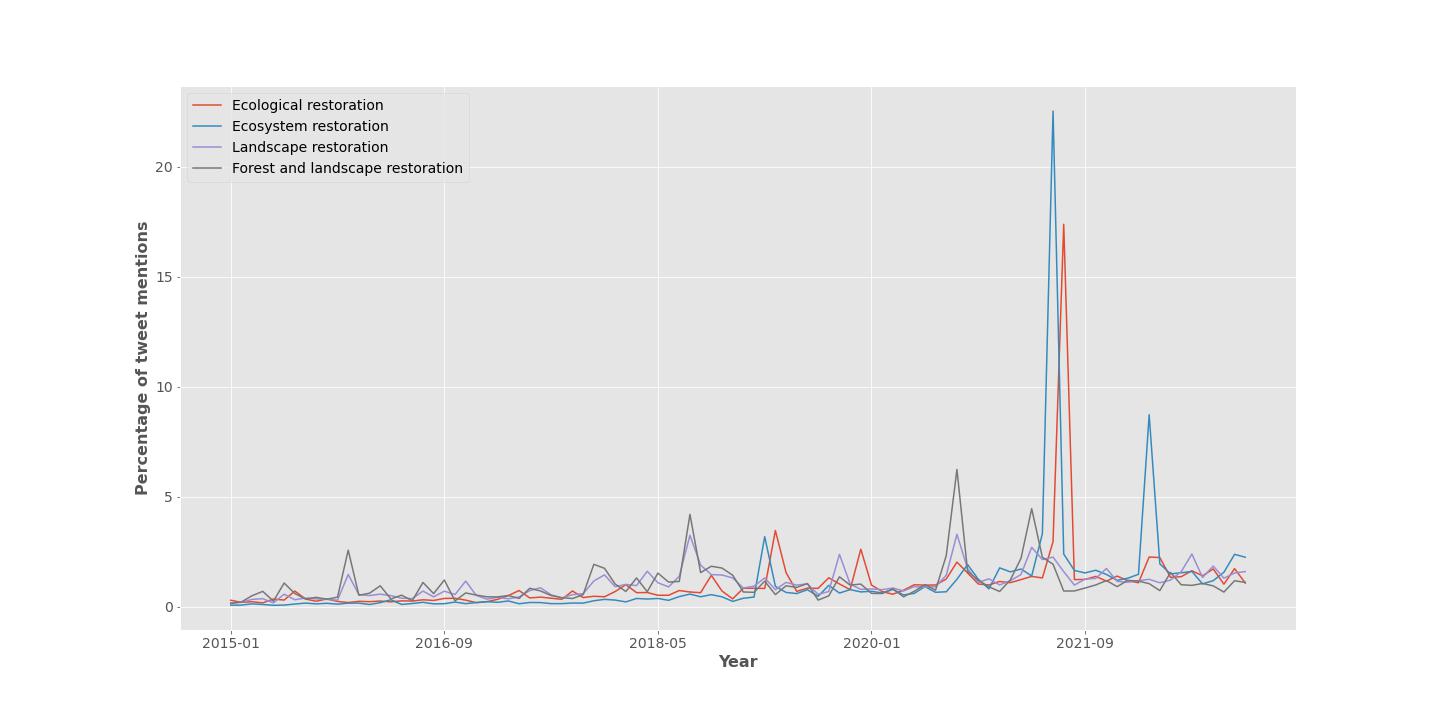 Ecological restoration
Ecosystem restoration
Landscape restoration
Forest and landscape restoration
Percentage of tweet mentions
20
15
10
5
0
2015-01
2016-09
2018-05
2020-01
2021-09
Year